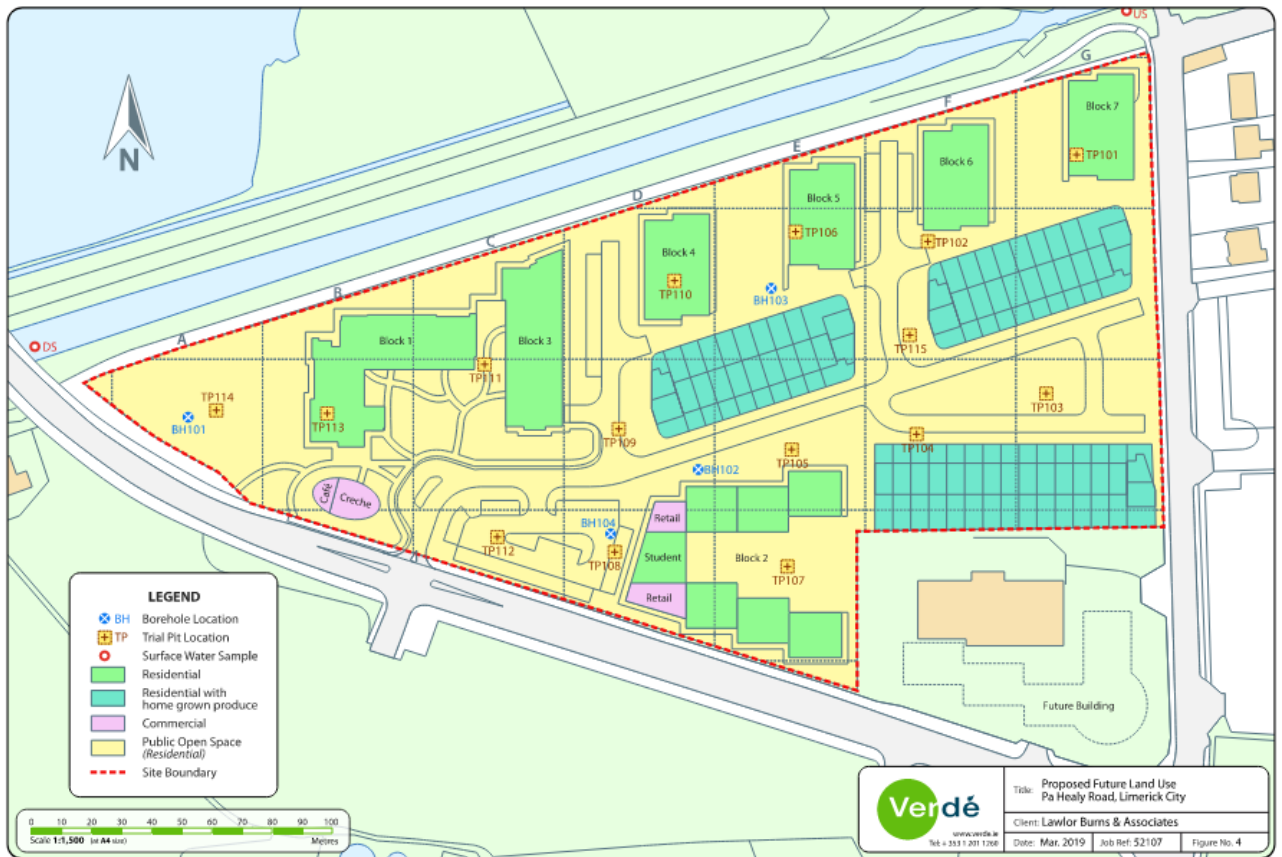 US
G
Block 7
F
TP101
E
Block 6
N
Block 5
D
TP106
TP102
C
Block 4
TP110
BH103
B
A
DS
Block 1
Block 3
TP115
TP111
TP114
BH101
TP113
TP103
TP109
TP104
TP105
BH102
Café
Creche
Retail
BH104
TP112
TP108
Student
Block 2
TP107
Retail
Future Building
LEGEND
BH Borehole Location
TP Trial Pit Location
Surface Water Sample
Residential
Residential with
home grown produce
Commercial
Public Open Space
(Residential)
Site Boundary
0 10 20 30 40 50 60 70 80 90 100
Scale 1:1,500 (at A4 size) Metres
Verdé
www.verde.ie
Tel: + 353 1 201 1260
Title: Proposed Future Land Use
Pa Healy Road, Limerick City
Client: Lawlor Burns & Associates
Date: Mar. 2019 Job Ref: 52107 Figure No. 4